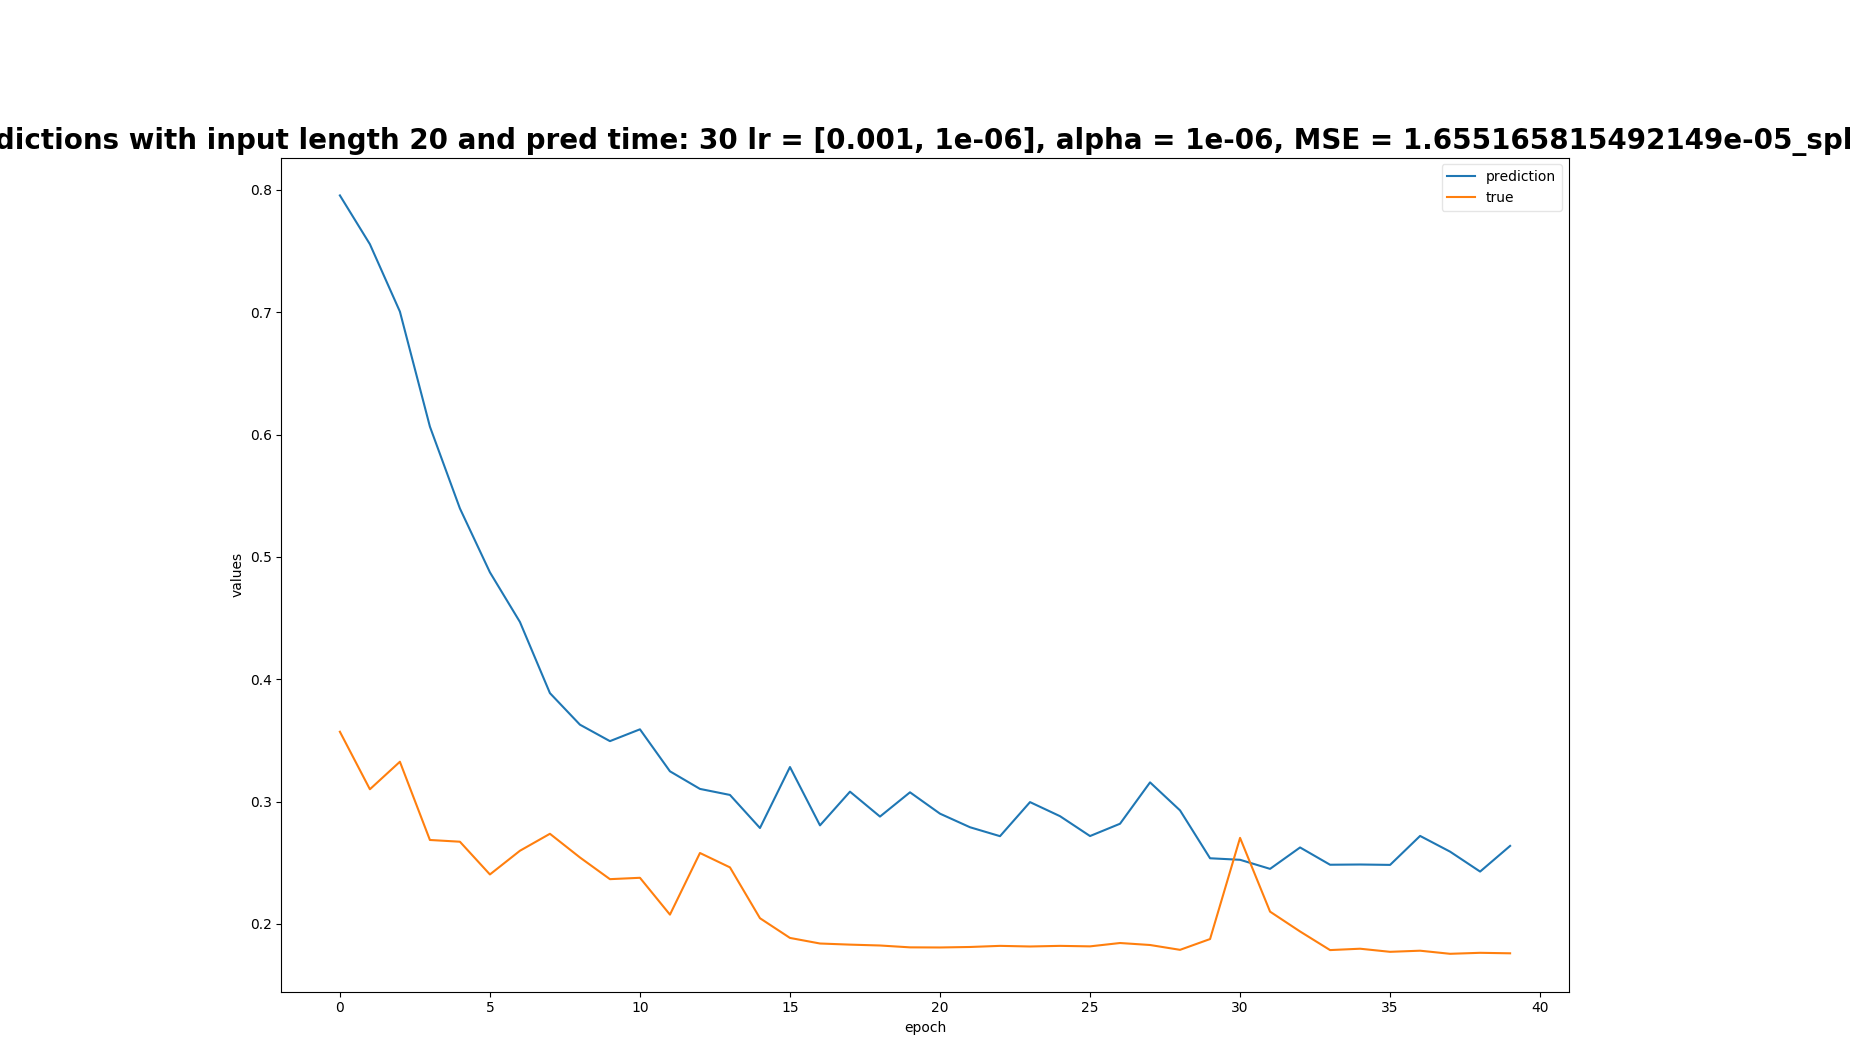 dictions with input length 20 and pred time: 30 lr = [0.001, 1e-06], alpha = 1e-06, MSE = 1.655165815492149e-05_spl
prediction
true
0.8
0.7
0.6
0.5
0.4
0.3
0.2
values
0 5 10 15 20 25 30 35 40
epoch